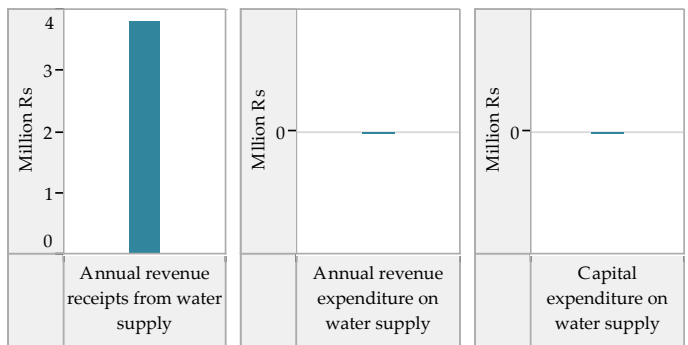 Million Rs
4
3
2
1
0
Annual revenue
receipts from water
supply
Mllion Rs
0
Annual revenue
expenditure on
water supply
Million Rs
0
Capital
expenditure on
water supply